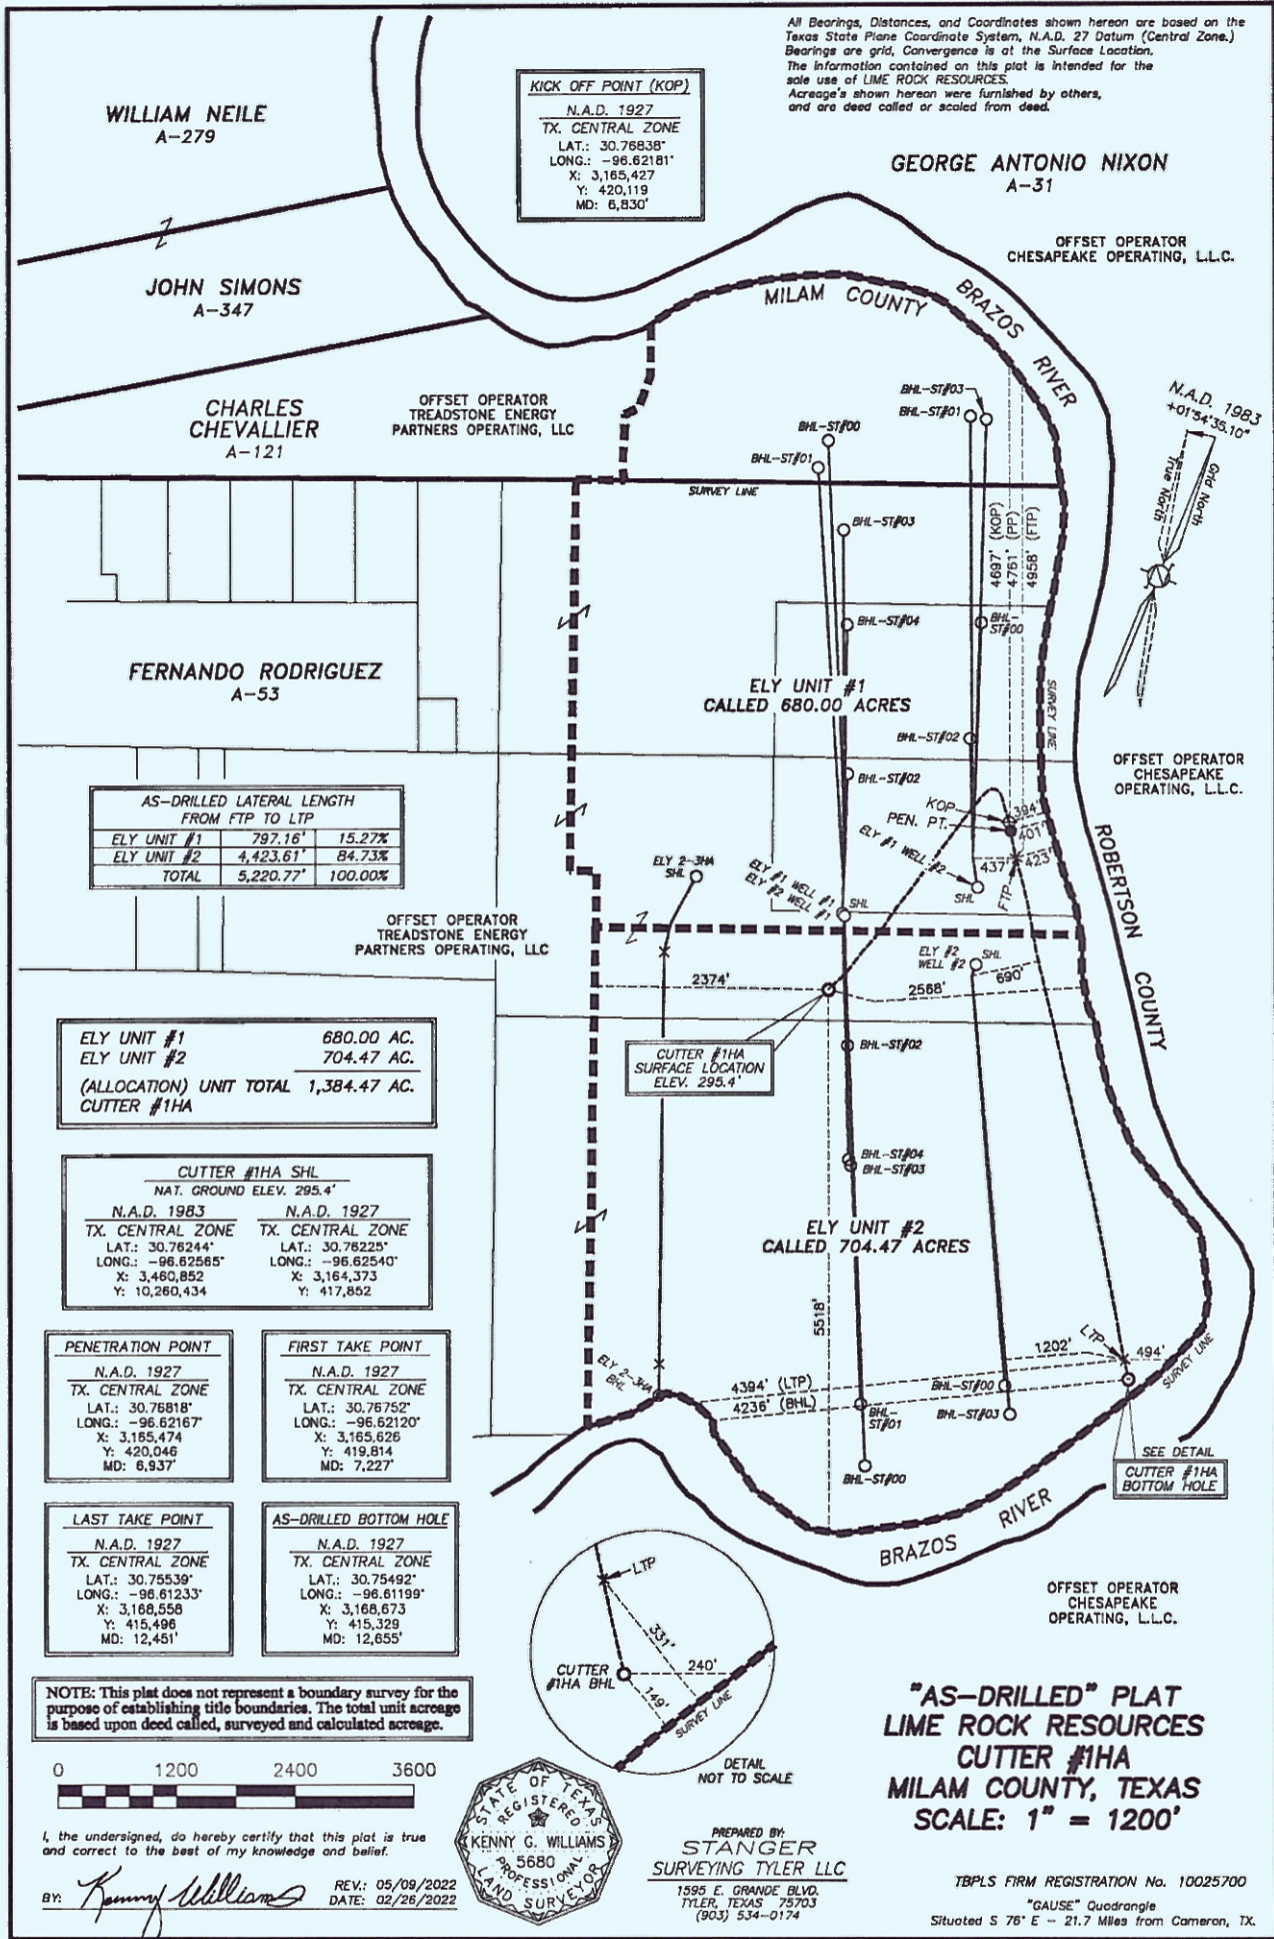 All Bearings, Distances, and Coordinates shown hereon are based on the
Texas State Plane Coordinate System, N.A.D. 27 Datum (Central Zone.)
Bearings are grid, Convergence is at the Surface Location.
The information contained on this plat is intended for the
sole use of LIME ROCK RESOURCES.
Acreage's shown hereon were furnished by others,
and are deed called or scaled from deed.
KICK OFF POINT (KOP)
N.A.D. 1927
TX. CENTRAL ZONE
LAT.: 30.76838°
LONG.: -96.62181°
X: 3,165,427
Y: 420,119
MD: 6,830'
WILLIAM NEILE
A-279
GEORGE ANTONIO NIXON
A-31
OFFSET OPERATOR
CHESAPEAKE OPERATING, L.L.C.
JOHN SIMONS
A-347
MILAM COUNTY
BRAZOS RIVER
CHARLES
CHEVALLIER
A-121
OFFSET OPERATOR
TREADSTONE ENERGY
PARTNERS OPERATING, LLC
BHL-ST#03
BHL-ST#01
BHL-ST#00
BHL-ST#01
N.A.D. 1983
+01°54'35.10"
Grid North
True North
SURVEY LINE
BHL-ST#03
4697' (KOP)
4761' (PP)
4958' (FTP)
BHL-ST#04
BHL-
ST#00
FERNANDO RODRIGUEZ
A-53
ELY UNIT #1
CALLED 680.00 ACRES
SURVEY LINE
BHL-ST#02
BHL-ST#02
OFFSET OPERATOR
CHESAPEAKE
OPERATING, L.L.C.
AS-DRILLED LATERAL LENGTH
FROM FTP TO LTP
ELY UNIT #1 797.16' 15.27%
ELY UNIT #2 4,423.61' 84.73%
TOTAL 5,220.77' 100.00%
KOP
394'
PEN. PT.
401'
ELY #1 WELL #2
437'
423'
SHL
FTP
ELY 2-3HA
SHL
ELY #1 WELL #1
ELY #2 WELL #1
SHL
ROBERTSON COUNTY
OFFSET OPERATOR
TREADSTONE ENERGY
PARTNERS OPERATING, LLC
ELY #2
WELL #2
SHL
690'
2374'
2568'
CUTTER #1HA
SURFACE LOCATION
ELEV. 295.4'
BHL-ST#02
ELY UNIT #1 680.00 AC.
ELY UNIT #2 704.47 AC.
(ALLOCATION) UNIT TOTAL 1,384.47 AC.
CUTTER #1HA
BHL-ST#04
BHL-ST#03
CUTTER #1HA SHL
NAT. GROUND ELEV. 295.4'
N.A.D. 1983
TX. CENTRAL ZONE
LAT.: 30.76244°
LONG.: -96.62565°
X: 3,460,852
Y: 10,260,434
N.A.D. 1927
TX. CENTRAL ZONE
LAT.: 30.76225°
LONG.: -96.62540°
X: 3,164,373
Y: 417,852
ELY UNIT #2
CALLED 704.47 ACRES
5518'
PENETRATION POINT
N.A.D. 1927
TX. CENTRAL ZONE
LAT.: 30.76818°
LONG.: -96.62167°
X: 3,165,474
Y: 420,046
MD: 6,937'
FIRST TAKE POINT
N.A.D. 1927
TX. CENTRAL ZONE
LAT.: 30.76752°
LONG.: -96.62120°
X: 3,165,626
Y: 419,814
MD: 7,227'
ELY 2-3HA
BHL
LTP
1202'
494'
SURVEY LINE
4394' (LTP)
4236' (BHL)
BHL-ST#00
BHL-
ST#01
BHL-ST#03
BHL-ST#00
SEE DETAIL
CUTTER #1HA
BOTTOM HOLE
LAST TAKE POINT
N.A.D. 1927
TX. CENTRAL ZONE
LAT.: 30.75539°
LONG.: -96.61233°
X: 3,168,558
Y: 415,496
MD: 12,451'
AS-DRILLED BOTTOM HOLE
N.A.D. 1927
TX. CENTRAL ZONE
LAT.: 30.75492°
LONG.: -96.61199°
X: 3,168,673
Y: 415,329
MD: 12,655'
BRAZOS RIVER
OFFSET OPERATOR
CHESAPEAKE
OPERATING, L.L.C.
LTP
331'
CUTTER
#1HA BHL
240'
149'
SURVEY LINE
DETAIL
NOT TO SCALE
NOTE: This plat does not represent a boundary survey for the
purpose of establishing title boundaries. The total unit acreage
is based upon deed called, surveyed and calculated acreage.
0 1200 2400 3600
"AS-DRILLED" PLAT
LIME ROCK RESOURCES
CUTTER #1HA
MILAM COUNTY, TEXAS
SCALE: 1" = 1200'
I, the undersigned, do hereby certify that this plat is true
and correct to the best of my knowledge and belief.
BY: Kenny Williams
REV.: 05/09/2022
DATE: 02/26/2022
STATE OF TEXAS
REGISTERED
KENNY G. WILLIAMS
5680
PROFESSIONAL
LAND SURVEYOR
PREPARED BY:
STANGER
SURVEYING TYLER LLC
1595 E. GRANDE BLVD.
TYLER, TEXAS 75703
(903) 534-0174
TBPLS FIRM REGISTRATION No. 10025700
"GAUSE" Quadrangle
Situated S 76° E - 21.7 Miles from Cameron, TX.